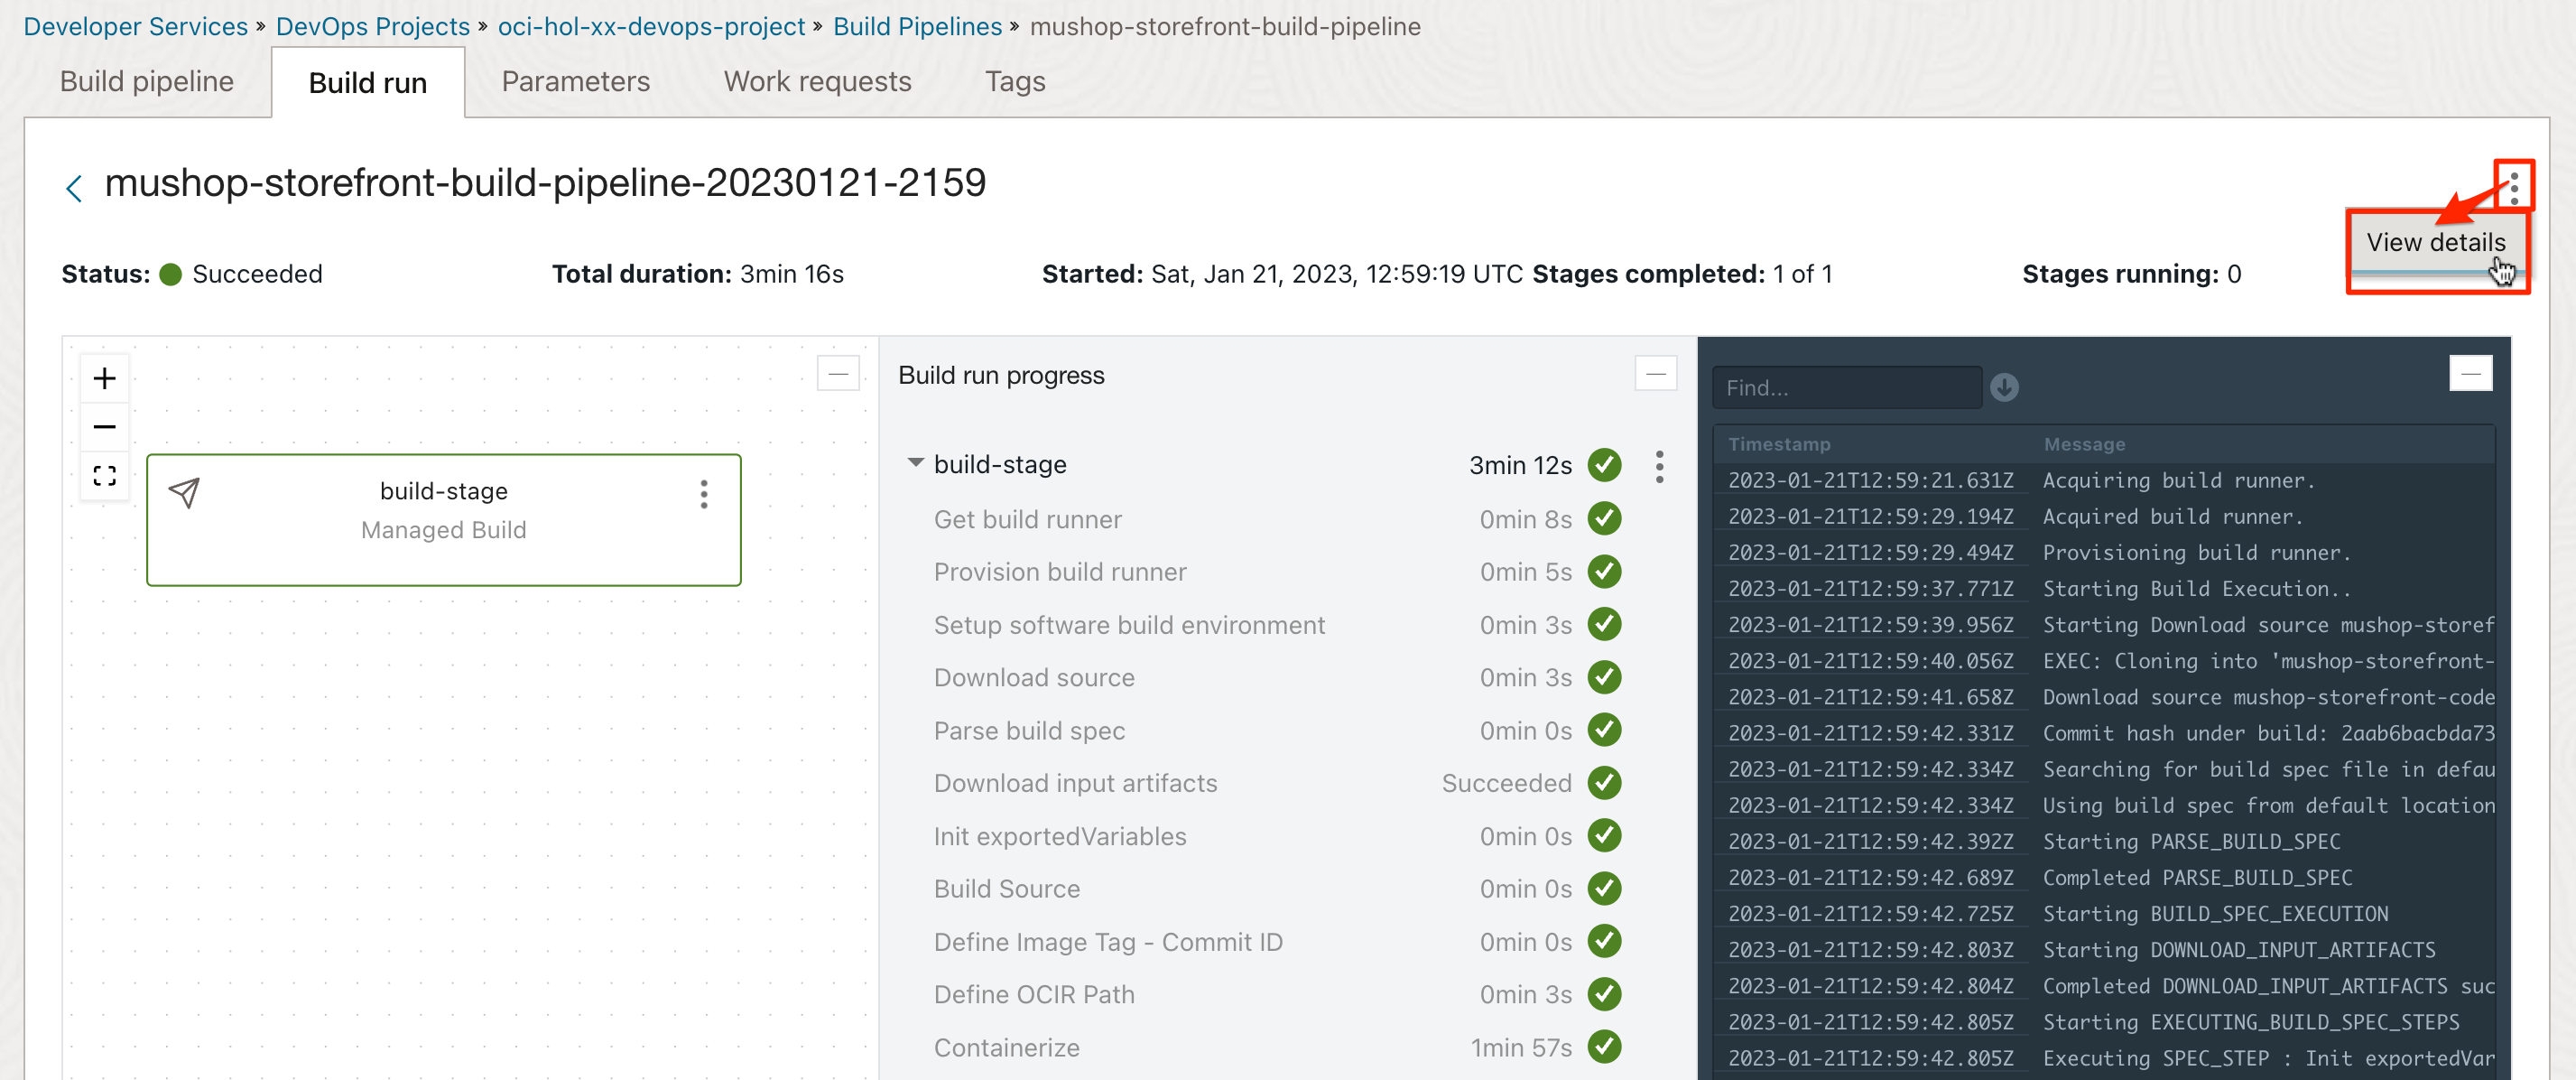 Developer Services » DevOps Projects » oci-hol-xx-devops-project » Build Pipelines » mushop-storefront-build-pipeline
Build pipeline
Build run
Parameters
Work requests
Tags
mushop-storefront-build-pipeline-20230121-2159
View details
Status: Succeeded
Total duration: 3min 16s
Started: Sat, Jan 21, 2023, 12:59:19 UTC
Stages completed: 1 of 1
Stages running: 0
build-stage
Managed Build
Build run progress
build-stage 3min 12s
Get build runner 0min 8s
Provision build runner 0min 5s
Setup software build environment 0min 3s
Download source 0min 3s
Parse build spec 0min 0s
Download input artifacts Succeeded
Init exportedVariables 0min 0s
Build Source 0min 0s
Define Image Tag - Commit ID 0min 0s
Define OCIR Path 0min 3s
Containerize 1min 57s
Find...
Timestamp Message
2023-01-21T12:59:21.631Z Acquiring build runner.
2023-01-21T12:59:29.194Z Acquired build runner.
2023-01-21T12:59:29.494Z Provisioning build runner.
2023-01-21T12:59:37.771Z Starting Build Execution..
2023-01-21T12:59:39.956Z Starting Download source mushop-storef
2023-01-21T12:59:40.056Z EXEC: Cloning into 'mushop-storefront-
2023-01-21T12:59:41.658Z Download source mushop-storefront-code
2023-01-21T12:59:42.331Z Commit hash under build: 2aab6bacbda73
2023-01-21T12:59:42.334Z Searching for build spec file in defau
2023-01-21T12:59:42.334Z Using build spec from default location
2023-01-21T12:59:42.392Z Starting PARSE_BUILD_SPEC
2023-01-21T12:59:42.689Z Completed PARSE_BUILD_SPEC
2023-01-21T12:59:42.725Z Starting BUILD_SPEC_EXECUTION
2023-01-21T12:59:42.803Z Starting DOWNLOAD_INPUT_ARTIFACTS
2023-01-21T12:59:42.804Z Completed DOWNLOAD_INPUT_ARTIFACTS suc
2023-01-21T12:59:42.805Z Starting EXECUTING_BUILD_SPEC_STEPS
2023-01-21T12:59:42.805Z Executing SPEC_STEP : Init exportedVar